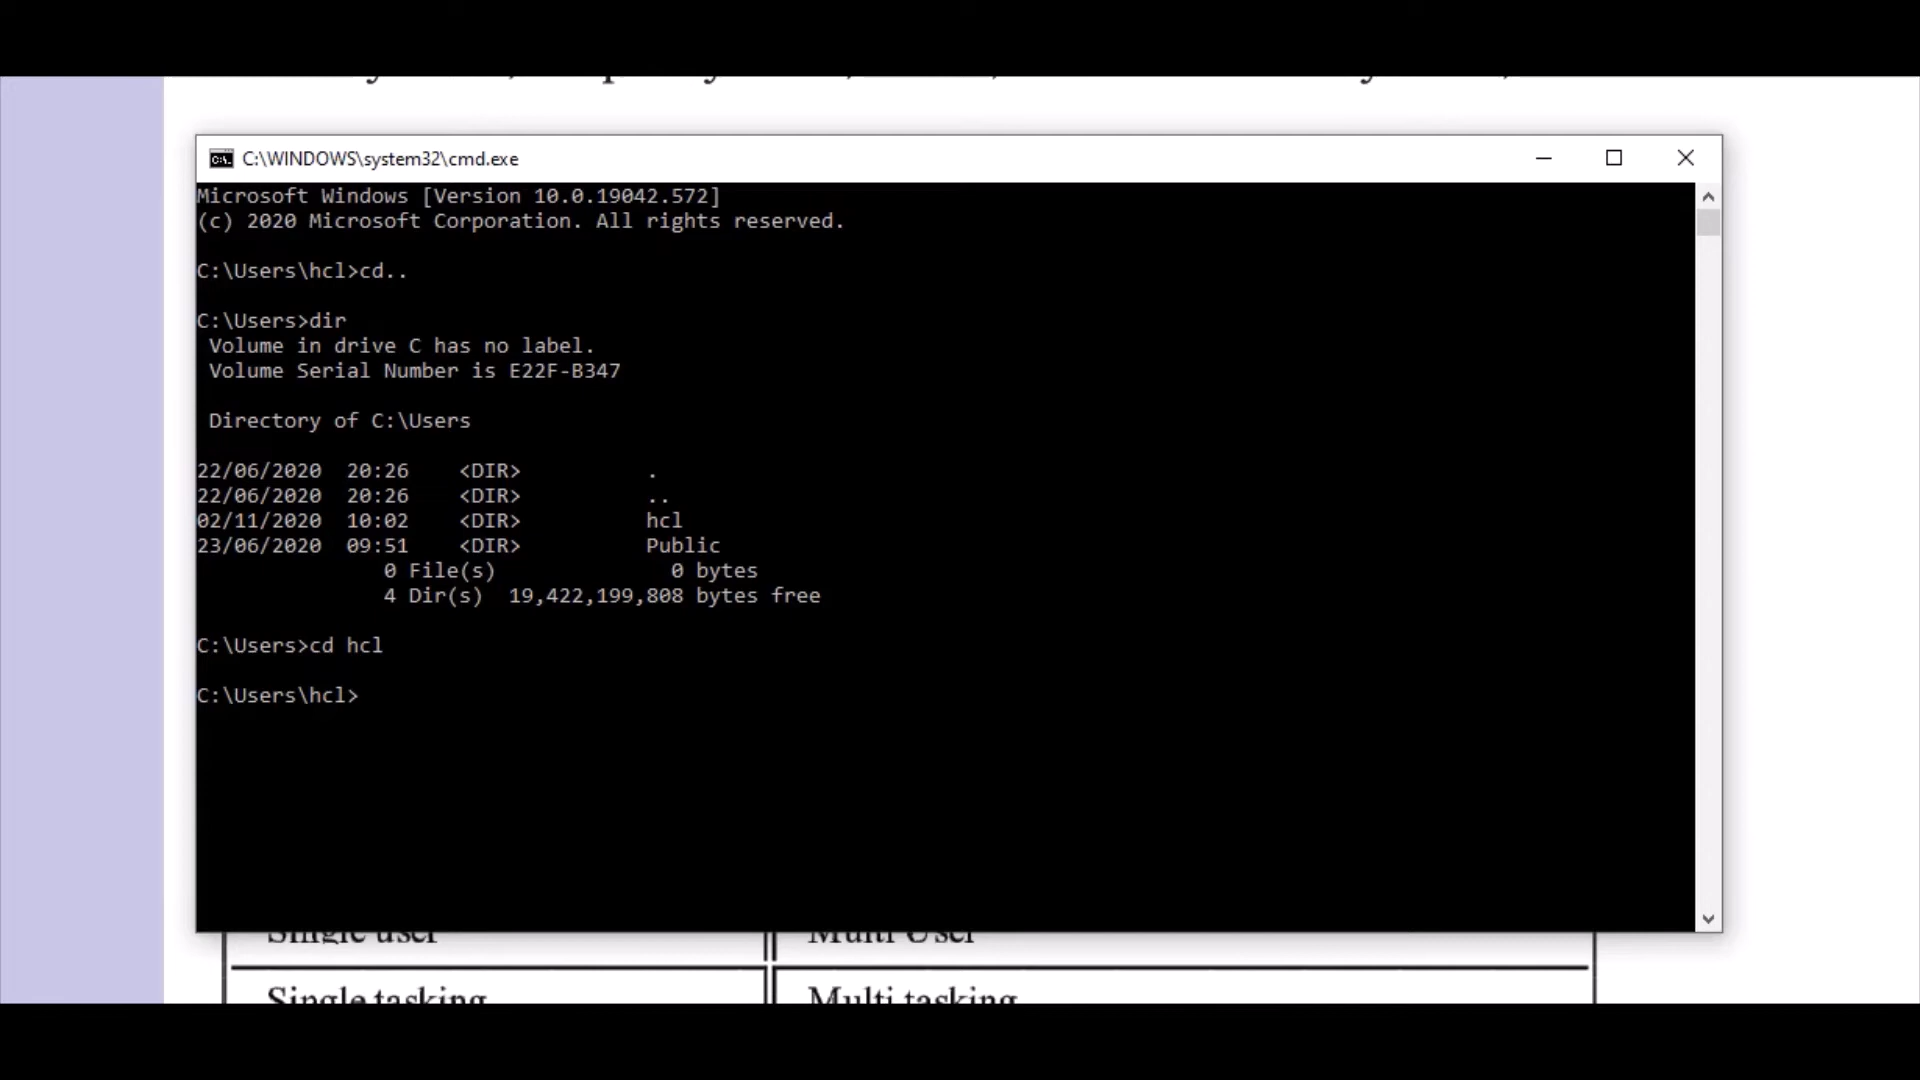 C:\WINDOWS\system32\cmd.exe
Microsoft Windows [Version 10.0.19042.572]
(c) 2020 Microsoft Corporation. All rights reserved.
C:\Users\hcl>cd..
C:\Users>dir
Volume in drive C has no label.
Volume Serial Number is E22F-B347
Directory of C:\Users
22/06/2020  20:26    <DIR>          .
22/06/2020  20:26    <DIR>          ..
02/11/2020  10:02    <DIR>          hcl
23/06/2020  09:51    <DIR>          Public
0 File(s)              0 bytes
4 Dir(s)  19,422,199,808 bytes free
C:\Users>cd hcl
C:\Users\hcl>
Single user Multi User
Single tasking Multi tasking